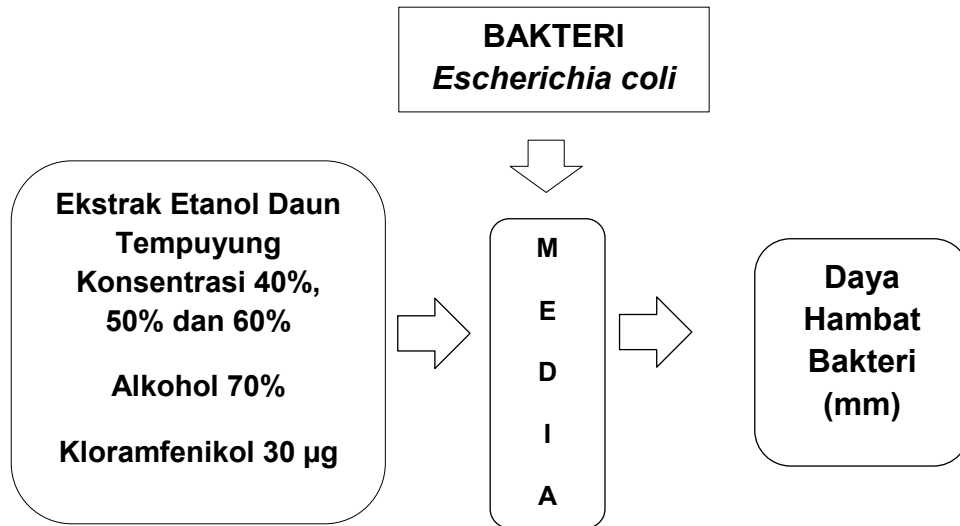 BAKTERI
Escherichia coli
Ekstrak Etanol Daun
Tempuyung
Konsentrasi 40%,
50% dan 60%
Alkohol 70%
Kloramfenikol 30 µg
M
E
D
I
A
Daya
Hambat
Bakteri
(mm)